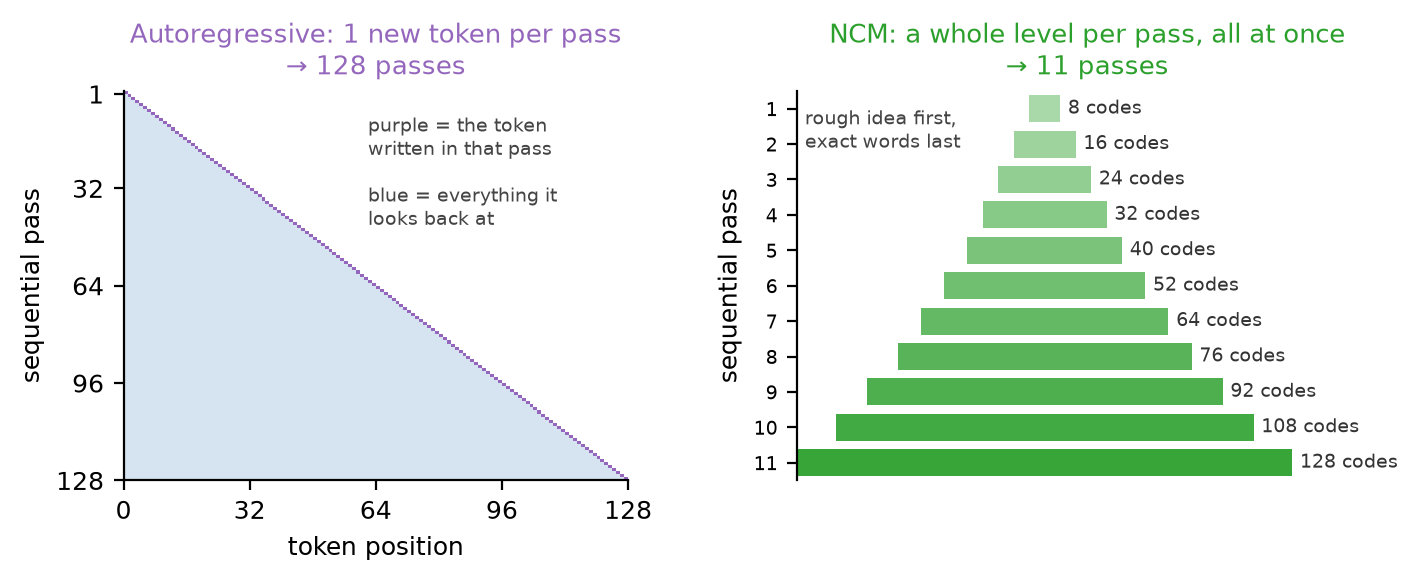 Autoregressive: 1 new token per pass
→ 128 passes
1
32
64
96
128
sequential pass
purple = the token
written in that pass
blue = everything it
looks back at
0
32
64
96
128
token position
NCM: a whole level per pass, all at once
→ 11 passes
sequential pass
rough idea first,
exact words last
1
8 codes
2
16 codes
3
24 codes
4
32 codes
5
40 codes
6
52 codes
7
64 codes
8
76 codes
9
92 codes
10
108 codes
11
128 codes